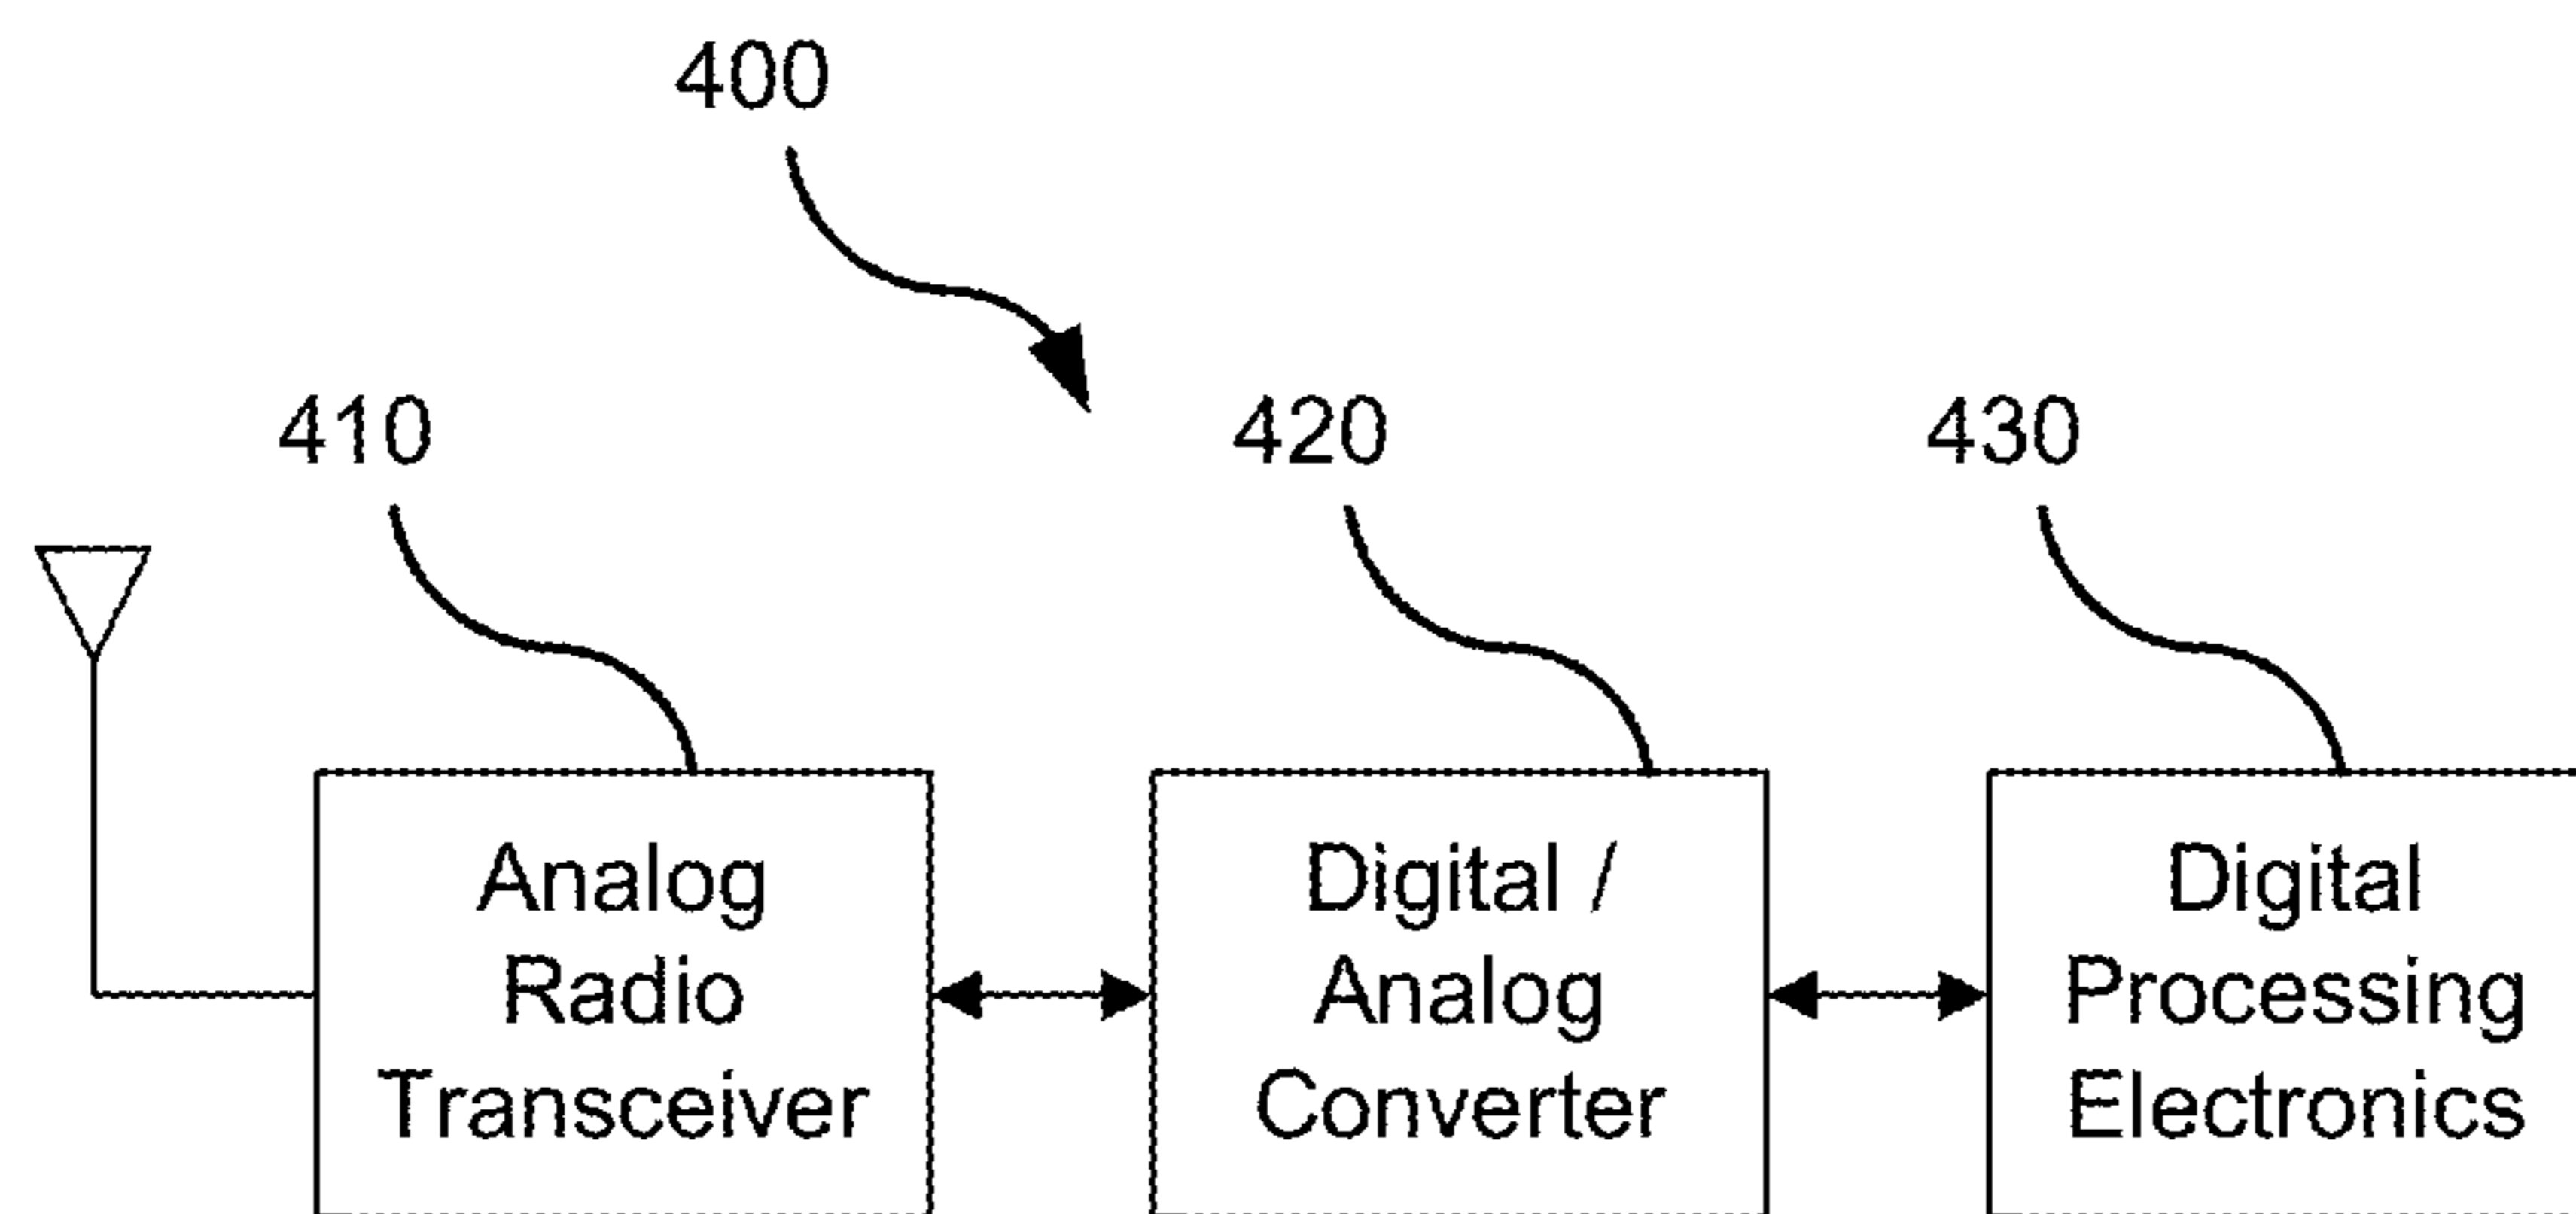 400
410
420
430
Analog
Radio
Transceiver
Digital /
Analog
Converter
Digital
Processing
Electronics